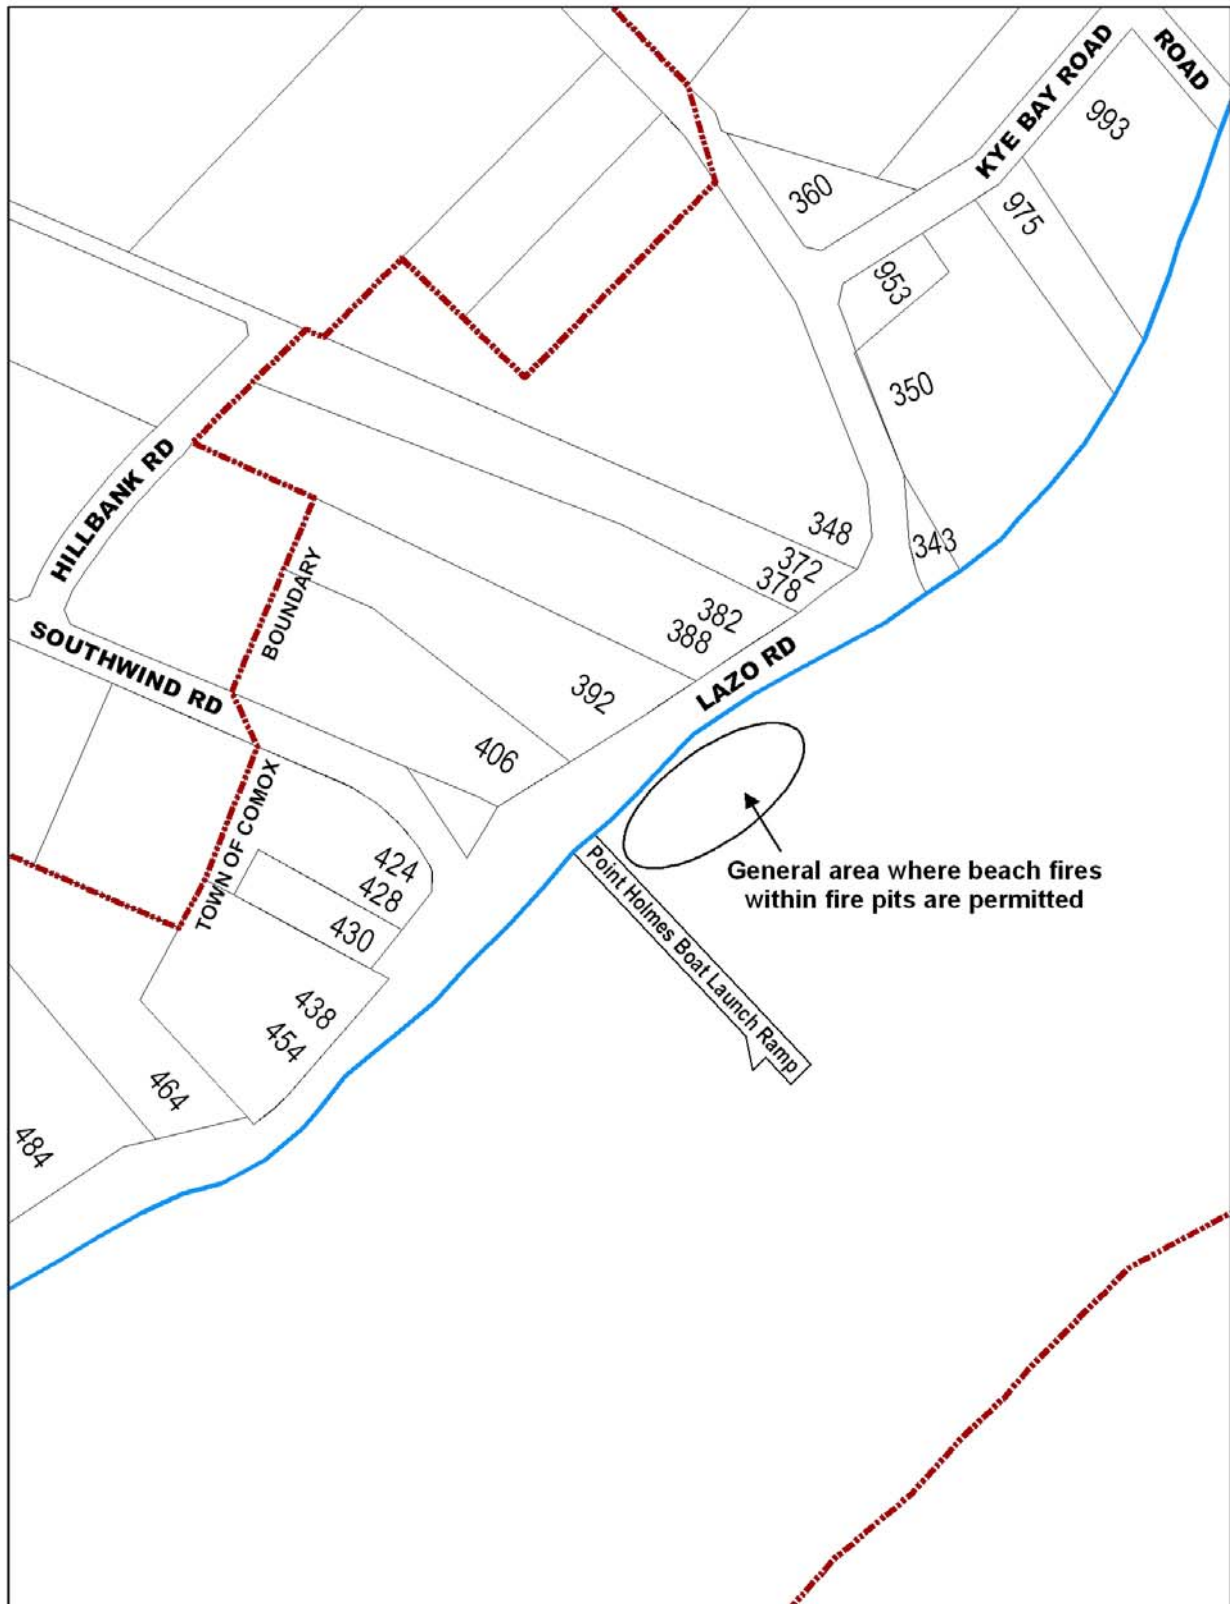 KYE BAY ROAD
ROAD
993
360
975
953
350
HILLBANK RD
348
343
372
378
BOUNDARY
382
388
SOUTHWIND RD
LAZO RD
392
406
TOWN OF COMOX
424
428
430
General area where beach fires
within fire pits are permitted
Point Holmes Boat Launch Ramp
438
454
464
484